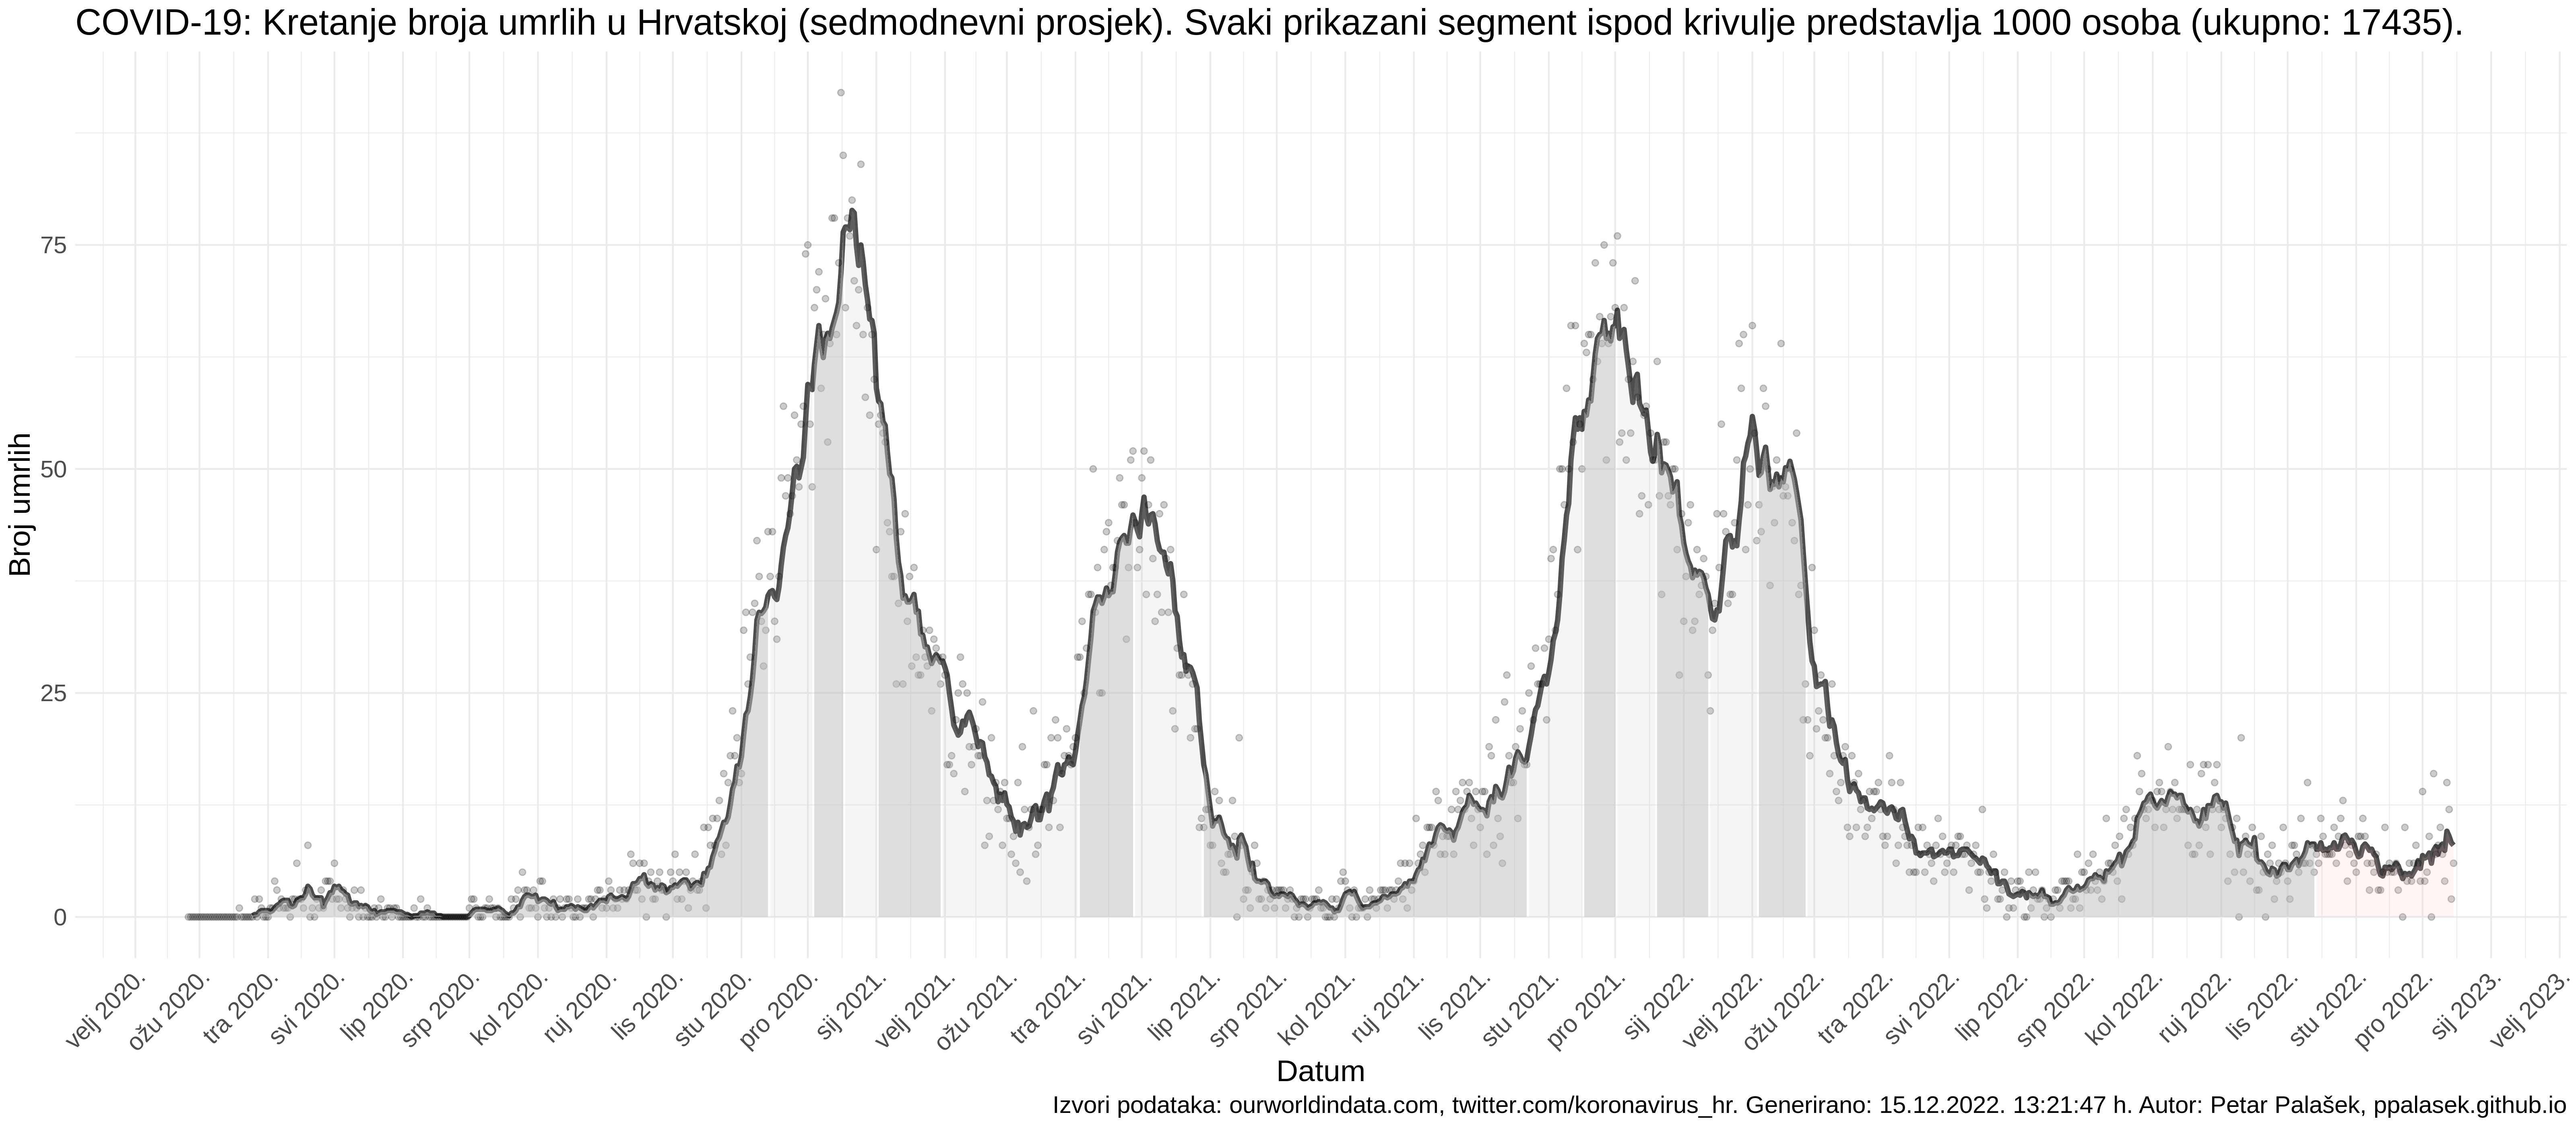 COVID-19: Kretanje broja umrlih u Hrvatskoj (sedmodnevni prosjek). Svaki prikazani segment ispod krivulje predstavlja 1000 osoba (ukupno: 17435).
Broj umrlih
75
50
25
0
velj 2020.
ožu 2020.
tra 2020.
svi 2020.
lip 2020.
srp 2020.
kol 2020.
ruj 2020.
lis 2020.
stu 2020.
pro 2020.
sij 2021.
velj 2021.
ožu 2021.
tra 2021.
svi 2021.
lip 2021.
srp 2021.
kol 2021.
ruj 2021.
lis 2021.
stu 2021.
pro 2021.
sij 2022.
velj 2022.
ožu 2022.
tra 2022.
svi 2022.
lip 2022.
srp 2022.
kol 2022.
ruj 2022.
lis 2022.
stu 2022.
pro 2022.
sij 2023.
velj 2023.
Datum
Izvori podataka: ourworldindata.com, twitter.com/koronavirus_hr. Generirano: 15.12.2022. 13:21:47 h. Autor: Petar Palašek, ppalasek.github.io